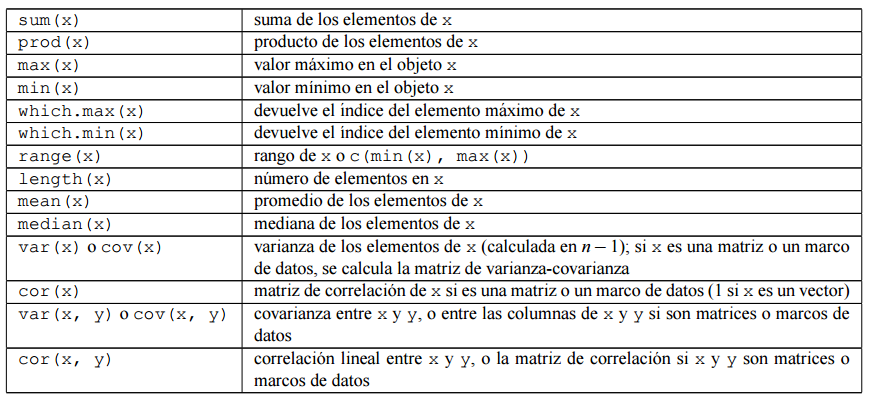 sum(x) suma de los elementos de x
prod(x) producto de los elementos de x
max(x) valor máximo en el objeto x
min(x) valor mínimo en el objeto x
which.max(x) devuelve el índice del elemento máximo de x
which.min(x) devuelve el índice del elemento mínimo de x
range(x) rango de x o c(min(x), max(x))
length(x) número de elementos en x
mean(x) promedio de los elementos de x
median(x) mediana de los elementos de x
var(x) o cov(x) varianza de los elementos de x (calculada en n − 1); si x es una matriz o un marco
de datos, se calcula la matriz de varianza-covarianza
cor(x) matriz de correlación de x si es una matriz o un marco de datos (1 si x es un vector)
var(x, y) o cov(x, y) covarianza entre x y y, o entre las columnas de x y y si son matrices o marcos de
datos
cor(x, y) correlación lineal entre x y y, o la matriz de correlación si x y y son matrices o
marcos de datos